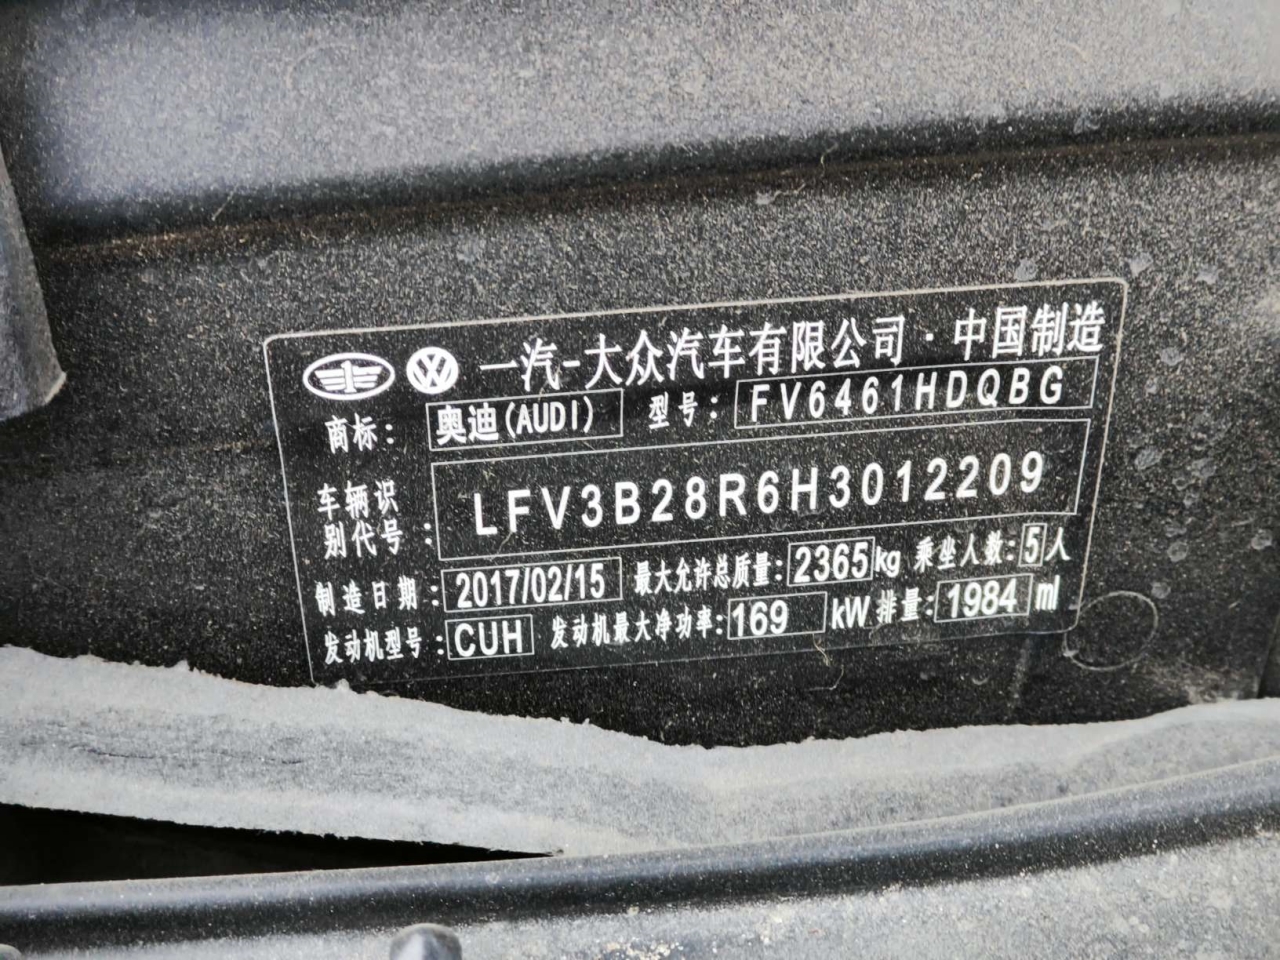 一汽-大众汽车有限公司·中国制造
商标: 奥迪(AUDI) 型号: FV6461HDQBG
车辆识
别代号: LFV3B28R6H3012209
制造日期: 2017/02/15 最大允许总质量: 2365kg 乘坐人数: 5人
发动机型号: CUH 发动机最大净功率: 169 kW 排量: 1984 ml